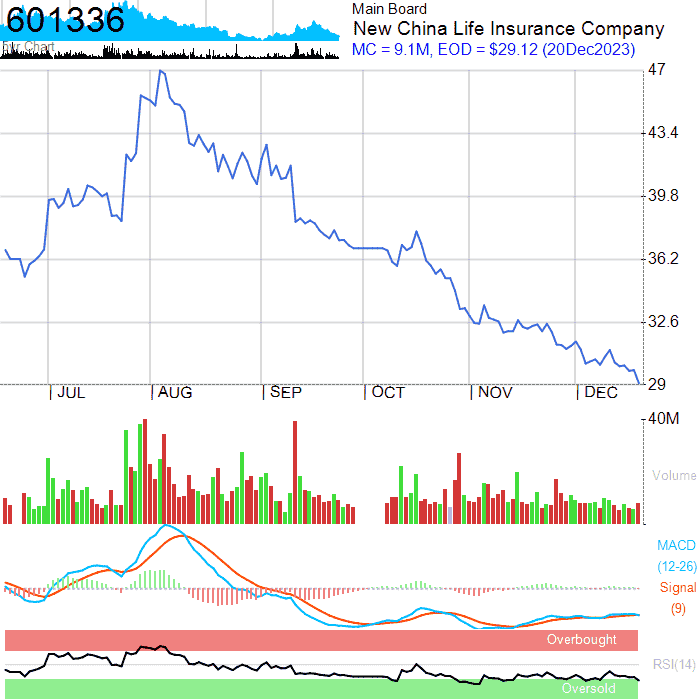 601336
5yr Chart
Main Board
New China Life Insurance Company
MC = 9.1M, EOD = $29.12 (20Dec2023)
47
43.4
39.8
36.2
32.6
29
JUL AUG SEP OCT NOV DEC
40M
Volume
MACD
(12-26)
Signal
(9)
Overbought
RSI(14)
Oversold